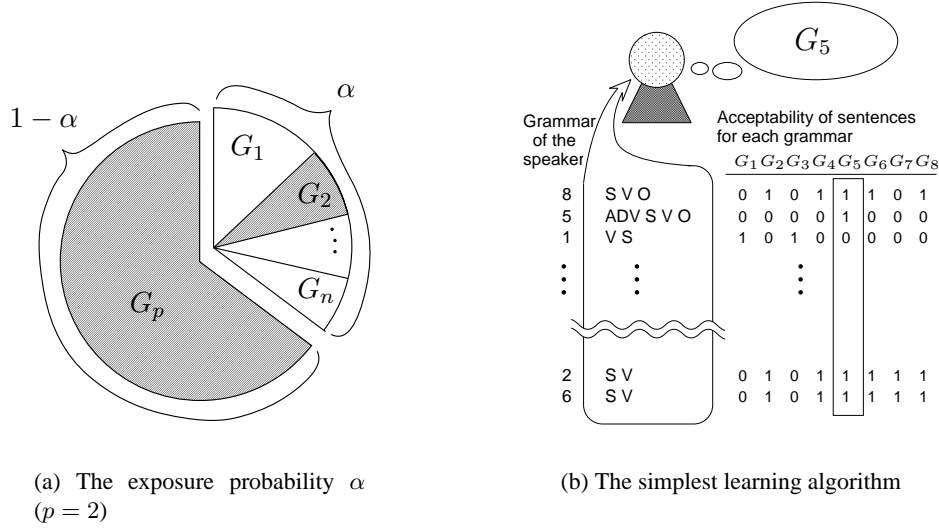 1 − α
α
G1
G2
⋮
Gn
Gp
(a) The exposure probability α
(p = 2)
G5
Grammar
of the
speaker
Acceptability of sentences
for each grammar
G1 G2 G3 G4 G5 G6 G7 G8
8 S V O 0 1 0 1 1 1 0 1
5 ADV S V O 0 0 0 0 1 0 0 0
1 V S 1 0 1 0 0 0 0 0
⋮ ⋮ ⋮
2 S V 0 1 0 1 1 1 1 1
6 S V 0 1 0 1 1 1 1 1
(b) The simplest learning algorithm